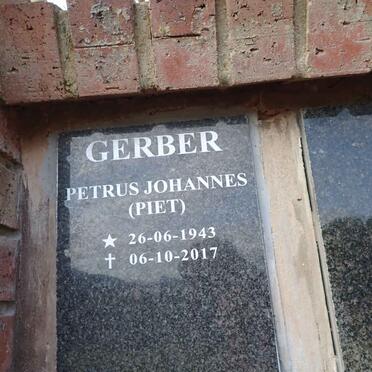 GERBER
PETRUS JOHANNES
(PIET)
★ 26-06-1943
✝ 06-10-2017